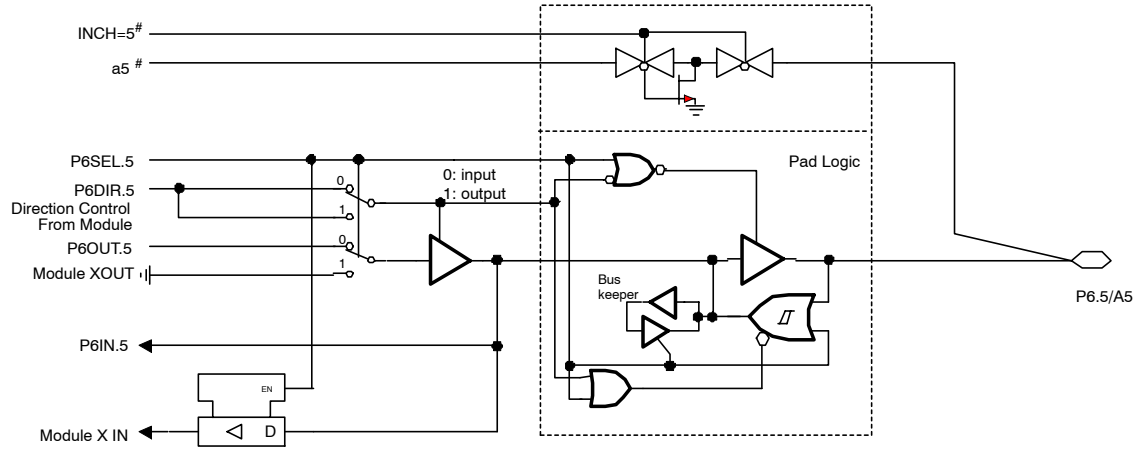 INCH=5#
a5 #
P6SEL.5
Pad Logic
0: input
1: output
P6DIR.5
0
Direction Control
From Module
1
P6OUT.5
0
Module XOUT
1
Bus
keeper
P6.5/A5
P6IN.5
EN
D
Module X IN